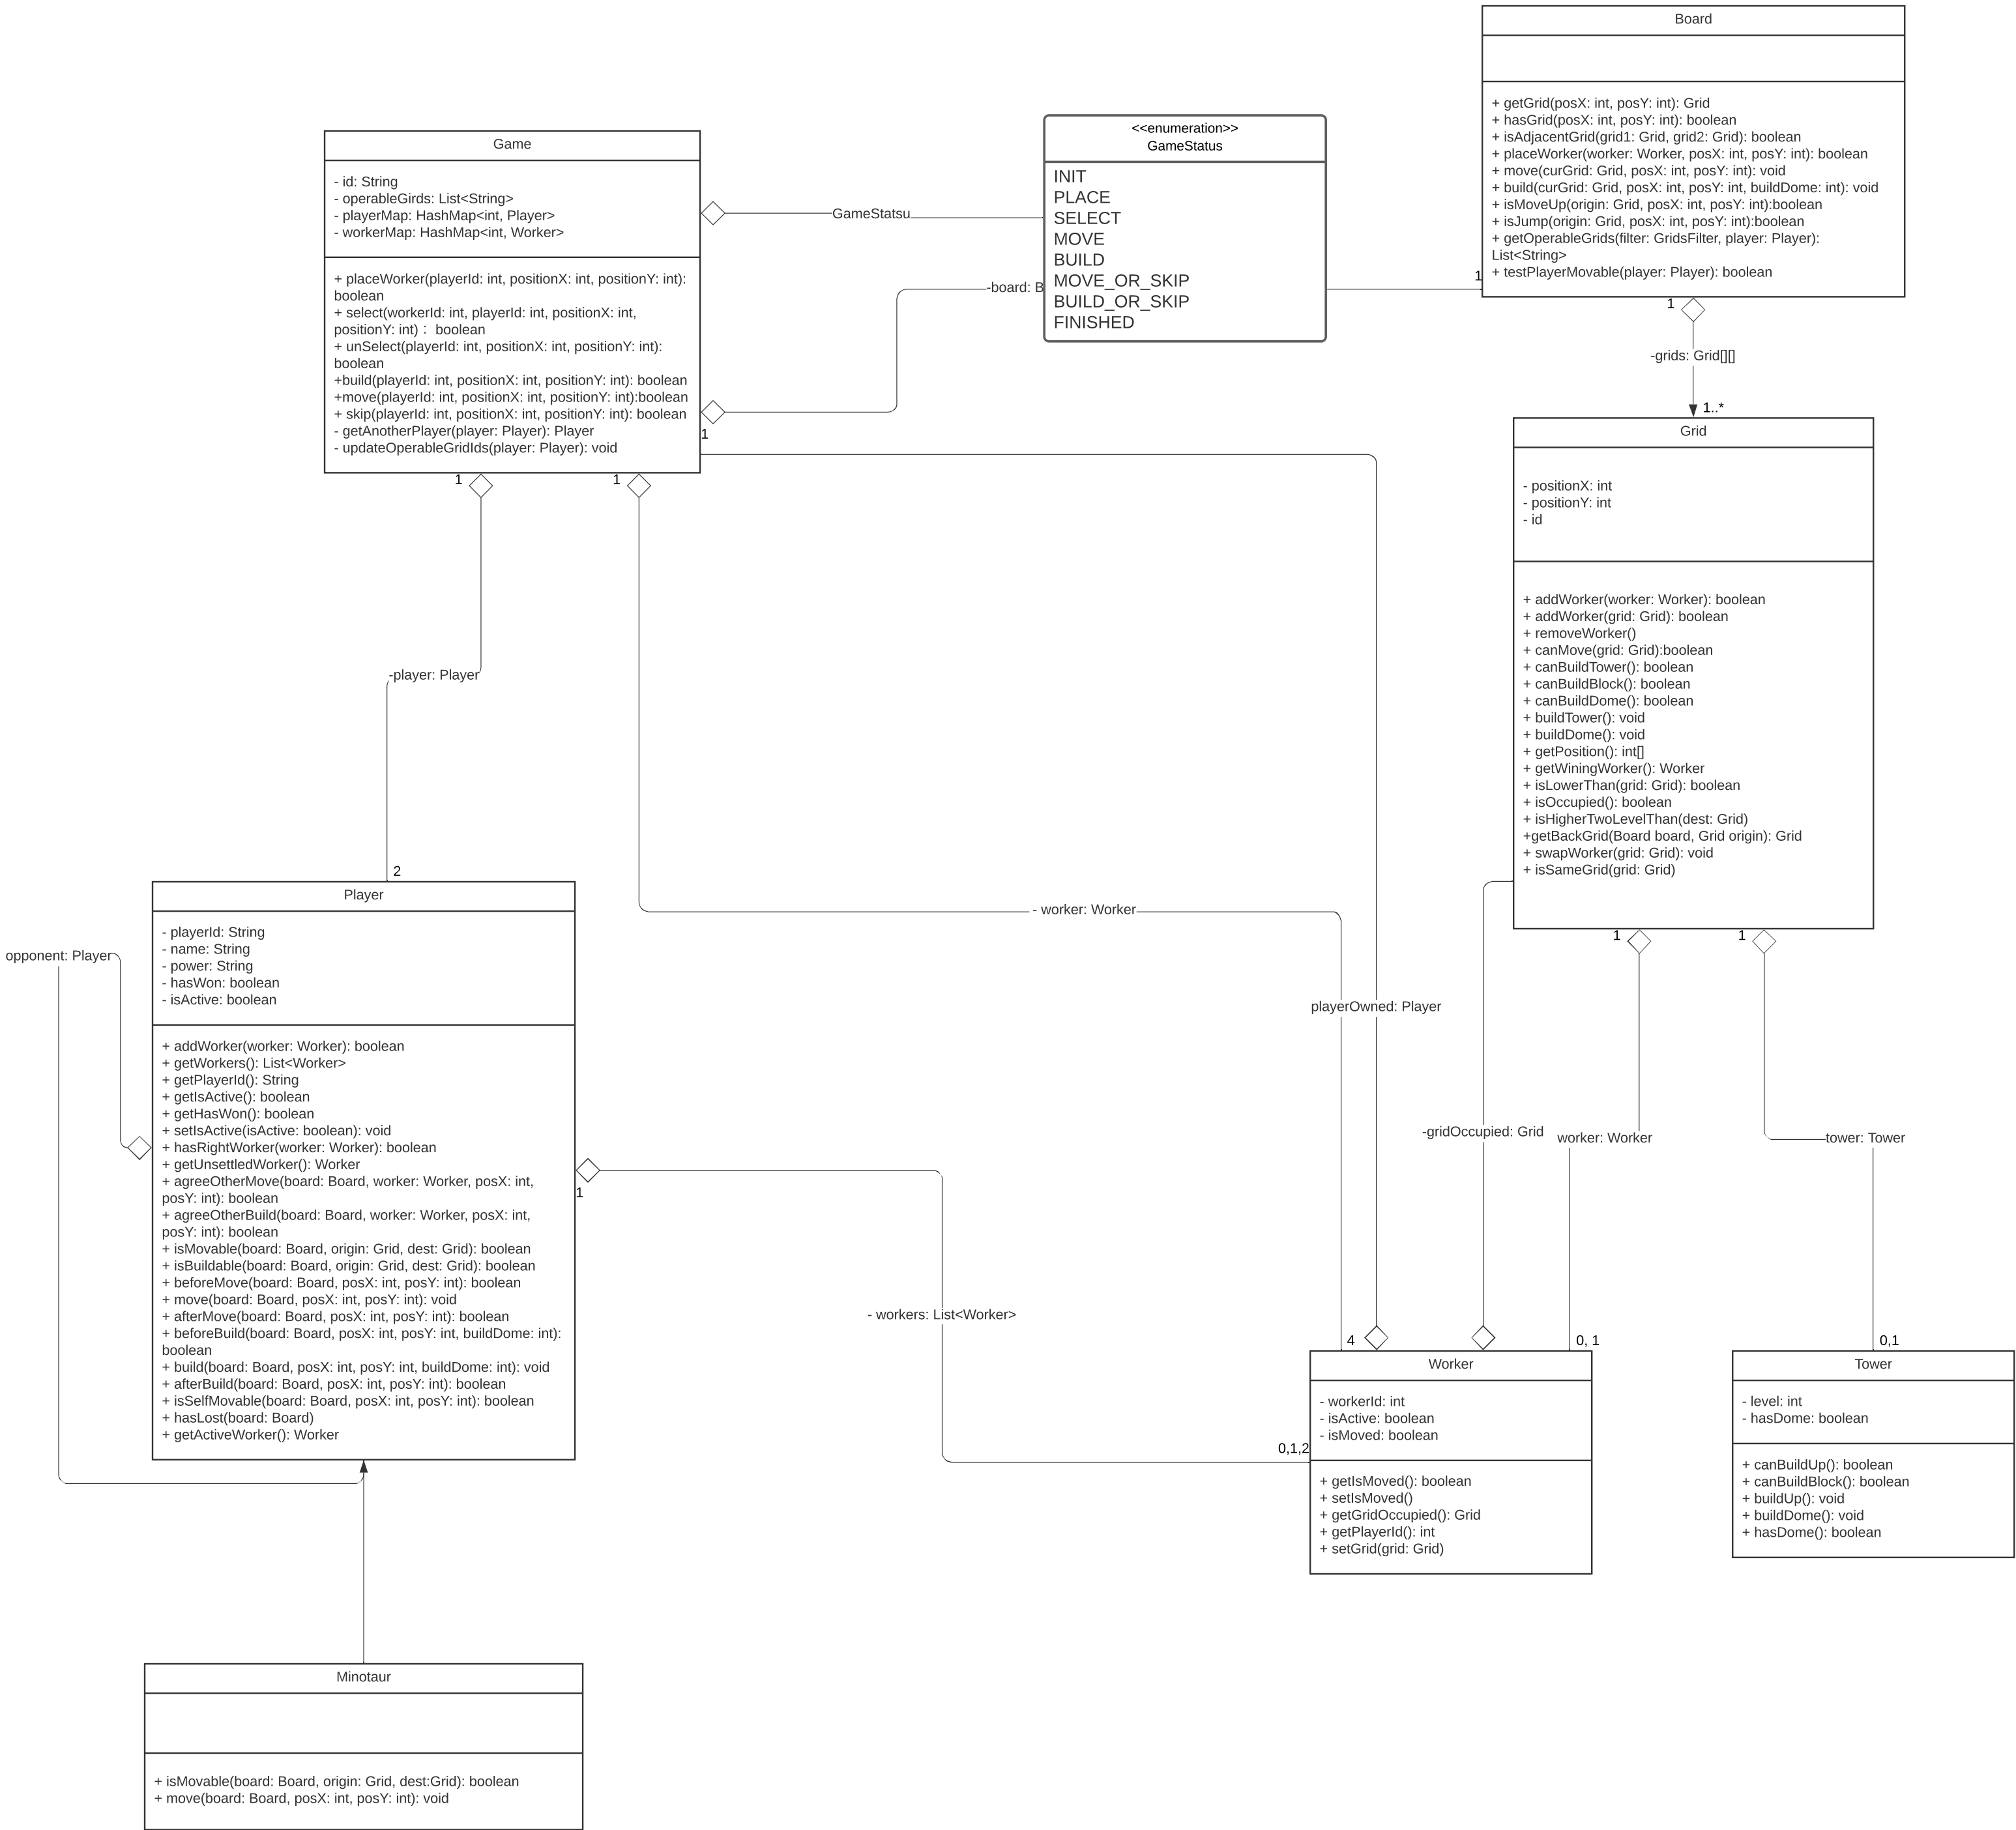 Board
+ getGrid(posX: int, posY: int): Grid
+ hasGrid(posX: int, posY: int): boolean
+ isAdjacentGrid(grid1: Grid, grid2: Grid): boolean
+ placeWorker(worker: Worker, posX: int, posY: int): boolean
+ move(curGrid: Grid, posX: int, posY: int): void
+ build(curGrid: Grid, posX: int, posY: int, buildDome: int): void
+ isMoveUp(origin: Grid, posX: int, posY: int):boolean
+ isJump(origin: Grid, posX: int, posY: int):boolean
+ getOperableGrids(filter: GridsFilter, player: Player):
List<String>
+ testPlayerMovable(player: Player): boolean
<<enumeration>>
GameStatus
INIT
PLACE
SELECT
MOVE
BUILD
MOVE_OR_SKIP
BUILD_OR_SKIP
FINISHED
Game
- id: String
- operableGirds: List<String>
- playerMap: HashMap<int, Player>
- workerMap: HashMap<int, Worker>
+ placeWorker(playerId: int, positionX: int, positionY: int):
boolean
+ select(workerId: int, playerId: int, positionX: int,
positionY: int)： boolean
+ unSelect(playerId: int, positionX: int, positionY: int):
boolean
+build(playerId: int, positionX: int, positionY: int): boolean
+move(playerId: int, positionX: int, positionY: int):boolean
+ skip(playerId: int, positionX: int, positionY: int): boolean
- getAnotherPlayer(player: Player): Player
- updateOperableGridIds(player: Player): void
GameStatsu
-board: B
1
1
1
-grids: Grid[][]
1..*
Grid
- positionX: int
- positionY: int
- id
+ addWorker(worker: Worker): boolean
+ addWorker(grid: Grid): boolean
+ removeWorker()
+ canMove(grid: Grid):boolean
+ canBuildTower(): boolean
+ canBuildBlock(): boolean
+ canBuildDome(): boolean
+ buildTower(): void
+ buildDome(): void
+ getPosition(): int[]
+ getWiningWorker(): Worker
+ isLowerThan(grid: Grid): boolean
+ isOccupied(): boolean
+ isHigherTwoLevelThan(dest: Grid)
+getBackGrid(Board board, Grid origin): Grid
+ swapWorker(grid: Grid): void
+ isSameGrid(grid: Grid)
1
1
-player: Player
2
Player
- playerId: String
- name: String
- power: String
- hasWon: boolean
- isActive: boolean
+ addWorker(worker: Worker): boolean
+ getWorkers(): List<Worker>
+ getPlayerId(): String
+ getIsActive(): boolean
+ getHasWon(): boolean
+ setIsActive(isActive: boolean): void
+ hasRightWorker(worker: Worker): boolean
+ getUnsettledWorker(): Worker
+ agreeOtherMove(board: Board, worker: Worker, posX: int,
posY: int): boolean
+ agreeOtherBuild(board: Board, worker: Worker, posX: int,
posY: int): boolean
+ isMovable(board: Board, origin: Grid, dest: Grid): boolean
+ isBuildable(board: Board, origin: Grid, dest: Grid): boolean
+ beforeMove(board: Board, posX: int, posY: int): boolean
+ move(board: Board, posX: int, posY: int): void
+ afterMove(board: Board, posX: int, posY: int): boolean
+ beforeBuild(board: Board, posX: int, posY: int, buildDome: int):
boolean
+ build(board: Board, posX: int, posY: int, buildDome: int): void
+ afterBuild(board: Board, posX: int, posY: int): boolean
+ isSelfMovable(board: Board, posX: int, posY: int): boolean
+ hasLost(board: Board)
+ getActiveWorker(): Worker
opponent: Player
1
- worker: Worker
playerOwned: Player
-gridOccupied: Grid
1
1
worker: Worker
tower: Tower
- workers: List<Worker>
4
0, 1
0,1
0,1,2
Worker
- workerId: int
- isActive: boolean
- isMoved: boolean
+ getIsMoved(): boolean
+ setIsMoved()
+ getGridOccupied(): Grid
+ getPlayerId(): int
+ setGrid(grid: Grid)
Tower
- level: int
- hasDome: boolean
+ canBuildUp(): boolean
+ canBuildBlock(): boolean
+ buildUp(): void
+ buildDome(): void
+ hasDome(): boolean
Minotaur
+ isMovable(board: Board, origin: Grid, dest:Grid): boolean
+ move(board: Board, posX: int, posY: int): void